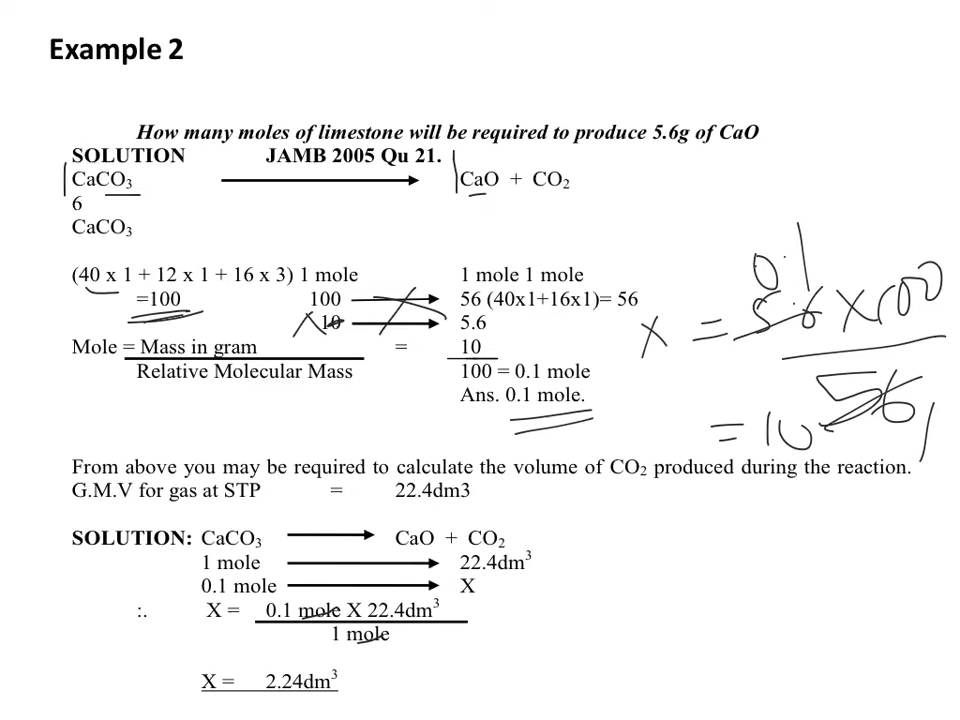 Example 2
How many moles of limestone will be required to produce 5.6g of CaO
SOLUTION JAMB 2005 Qu 21.
CaCO₃ CaO + CO₂
6
CaCO₃
(40 x 1 + 12 x 1 + 16 x 3) 1 mole 1 mole 1 mole
=100 100 56 (40x1+16x1)= 56
X 10 5.6
Mole = Mass in gram = 10
Relative Molecular Mass 100 = 0.1 mole
Ans. 0.1 mole.
0.1
X = 5.6 X 100
56
= 10
1
From above you may be required to calculate the volume of CO₂ produced during the reaction.
G.M.V for gas at STP = 22.4dm3
SOLUTION: CaCO₃ CaO + CO₂
1 mole 22.4dm³
0.1 mole X
:. X = 0.1 mole X 22.4dm³
1 mole
X = 2.24dm³